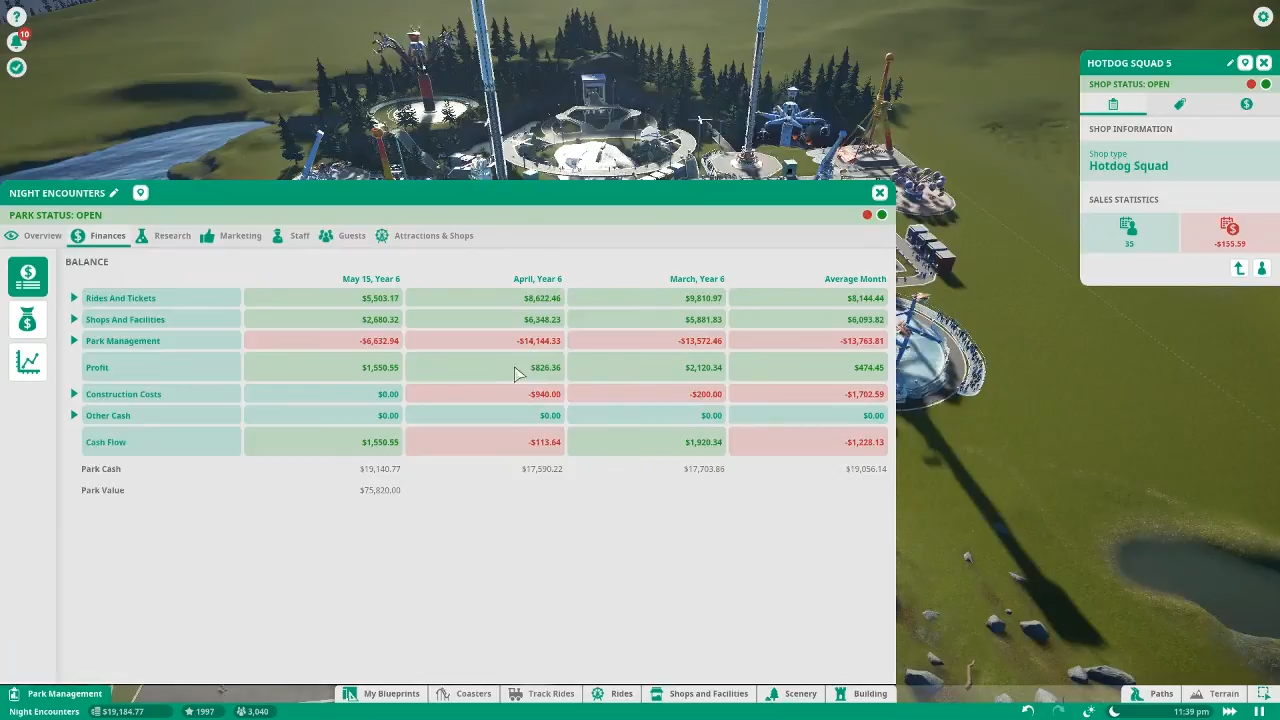 ?
10
HOTDOG SQUAD 5
SHOP STATUS: OPEN
SHOP INFORMATION
Shop type
Hotdog Squad
SALES STATISTICS
35
-$155.59
NIGHT ENCOUNTERS
PARK STATUS: OPEN
Overview Finances Research Marketing Staff Guests Attractions & Shops
BALANCE
May 15, Year 6 April, Year 6 March, Year 6 Average Month
Rides And Tickets $5,503.17 $8,622.46 $9,810.97 $8,144.44
Shops And Facilities $2,680.32 $6,348.23 $5,881.83 $6,093.82
Park Management -$6,632.94 -$14,144.33 -$13,572.46 -$13,763.81
Profit $1,550.55 $826.36 $2,120.34 $474.45
Construction Costs $0.00 -$940.00 -$200.00 -$1,702.59
Other Cash $0.00 $0.00 $0.00 $0.00
Cash Flow $1,550.55 -$113.64 $1,920.34 -$1,228.13
Park Cash $19,140.77 $17,590.22 $17,703.86 $19,056.14
Park Value $75,820.00
Park Management My Blueprints Coasters Track Rides Rides Shops and Facilities Scenery Building Paths Terrain
Night Encounters $19,184.77 1997 3,040 11:39 pm